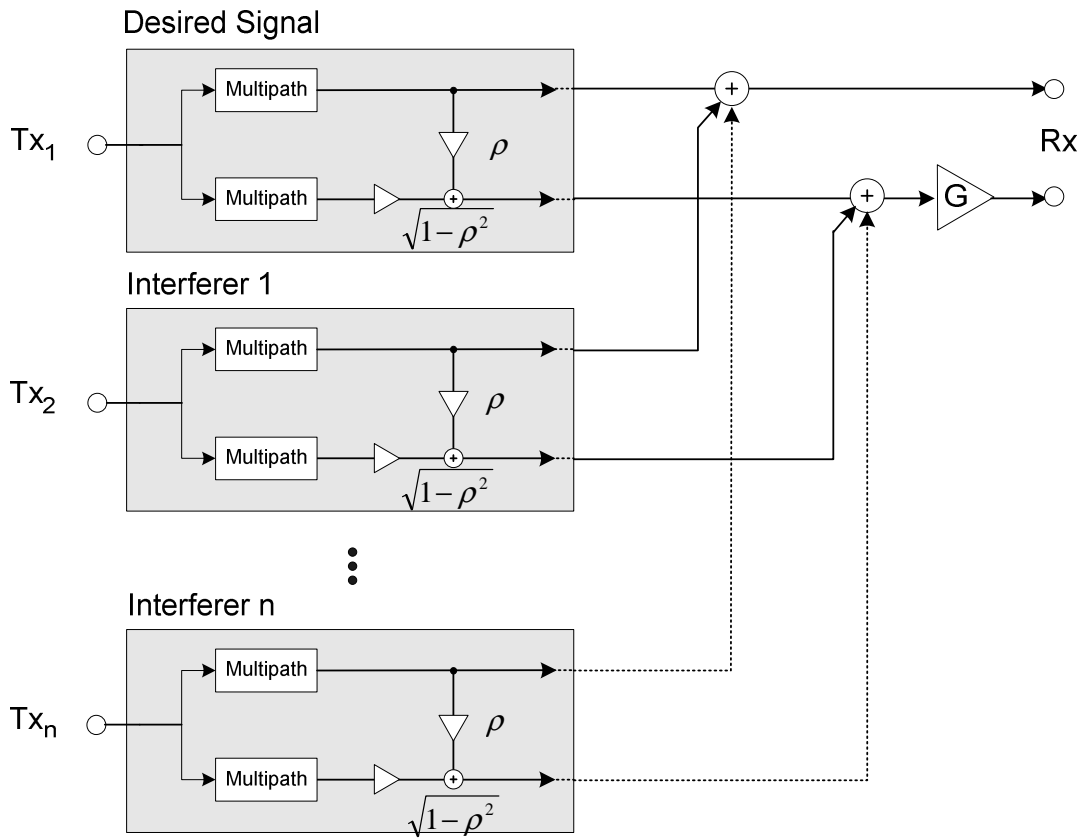 Desired Signal
Tx₁
Multipath
ρ
Multipath
√1−ρ²
+
+
+
G
Rx
Interferer 1
Tx₂
Multipath
ρ
Multipath
+
√1−ρ²
Interferer n
Txₙ
Multipath
ρ
Multipath
+
√1−ρ²